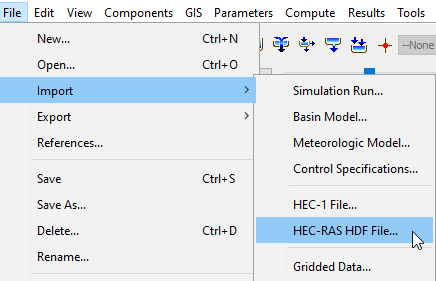 File Edit View Components GIS Parameters Compute Results Tools
New... Ctrl+N
Open... Ctrl+O
Import
Export
References...
Save Ctrl+S
Save As...
Delete... Ctrl+D
Rename...
--None
Simulation Run...
Basin Model...
Meteorologic Model...
Control Specifications...
HEC-1 File...
HEC-RAS HDF File...
Gridded Data...